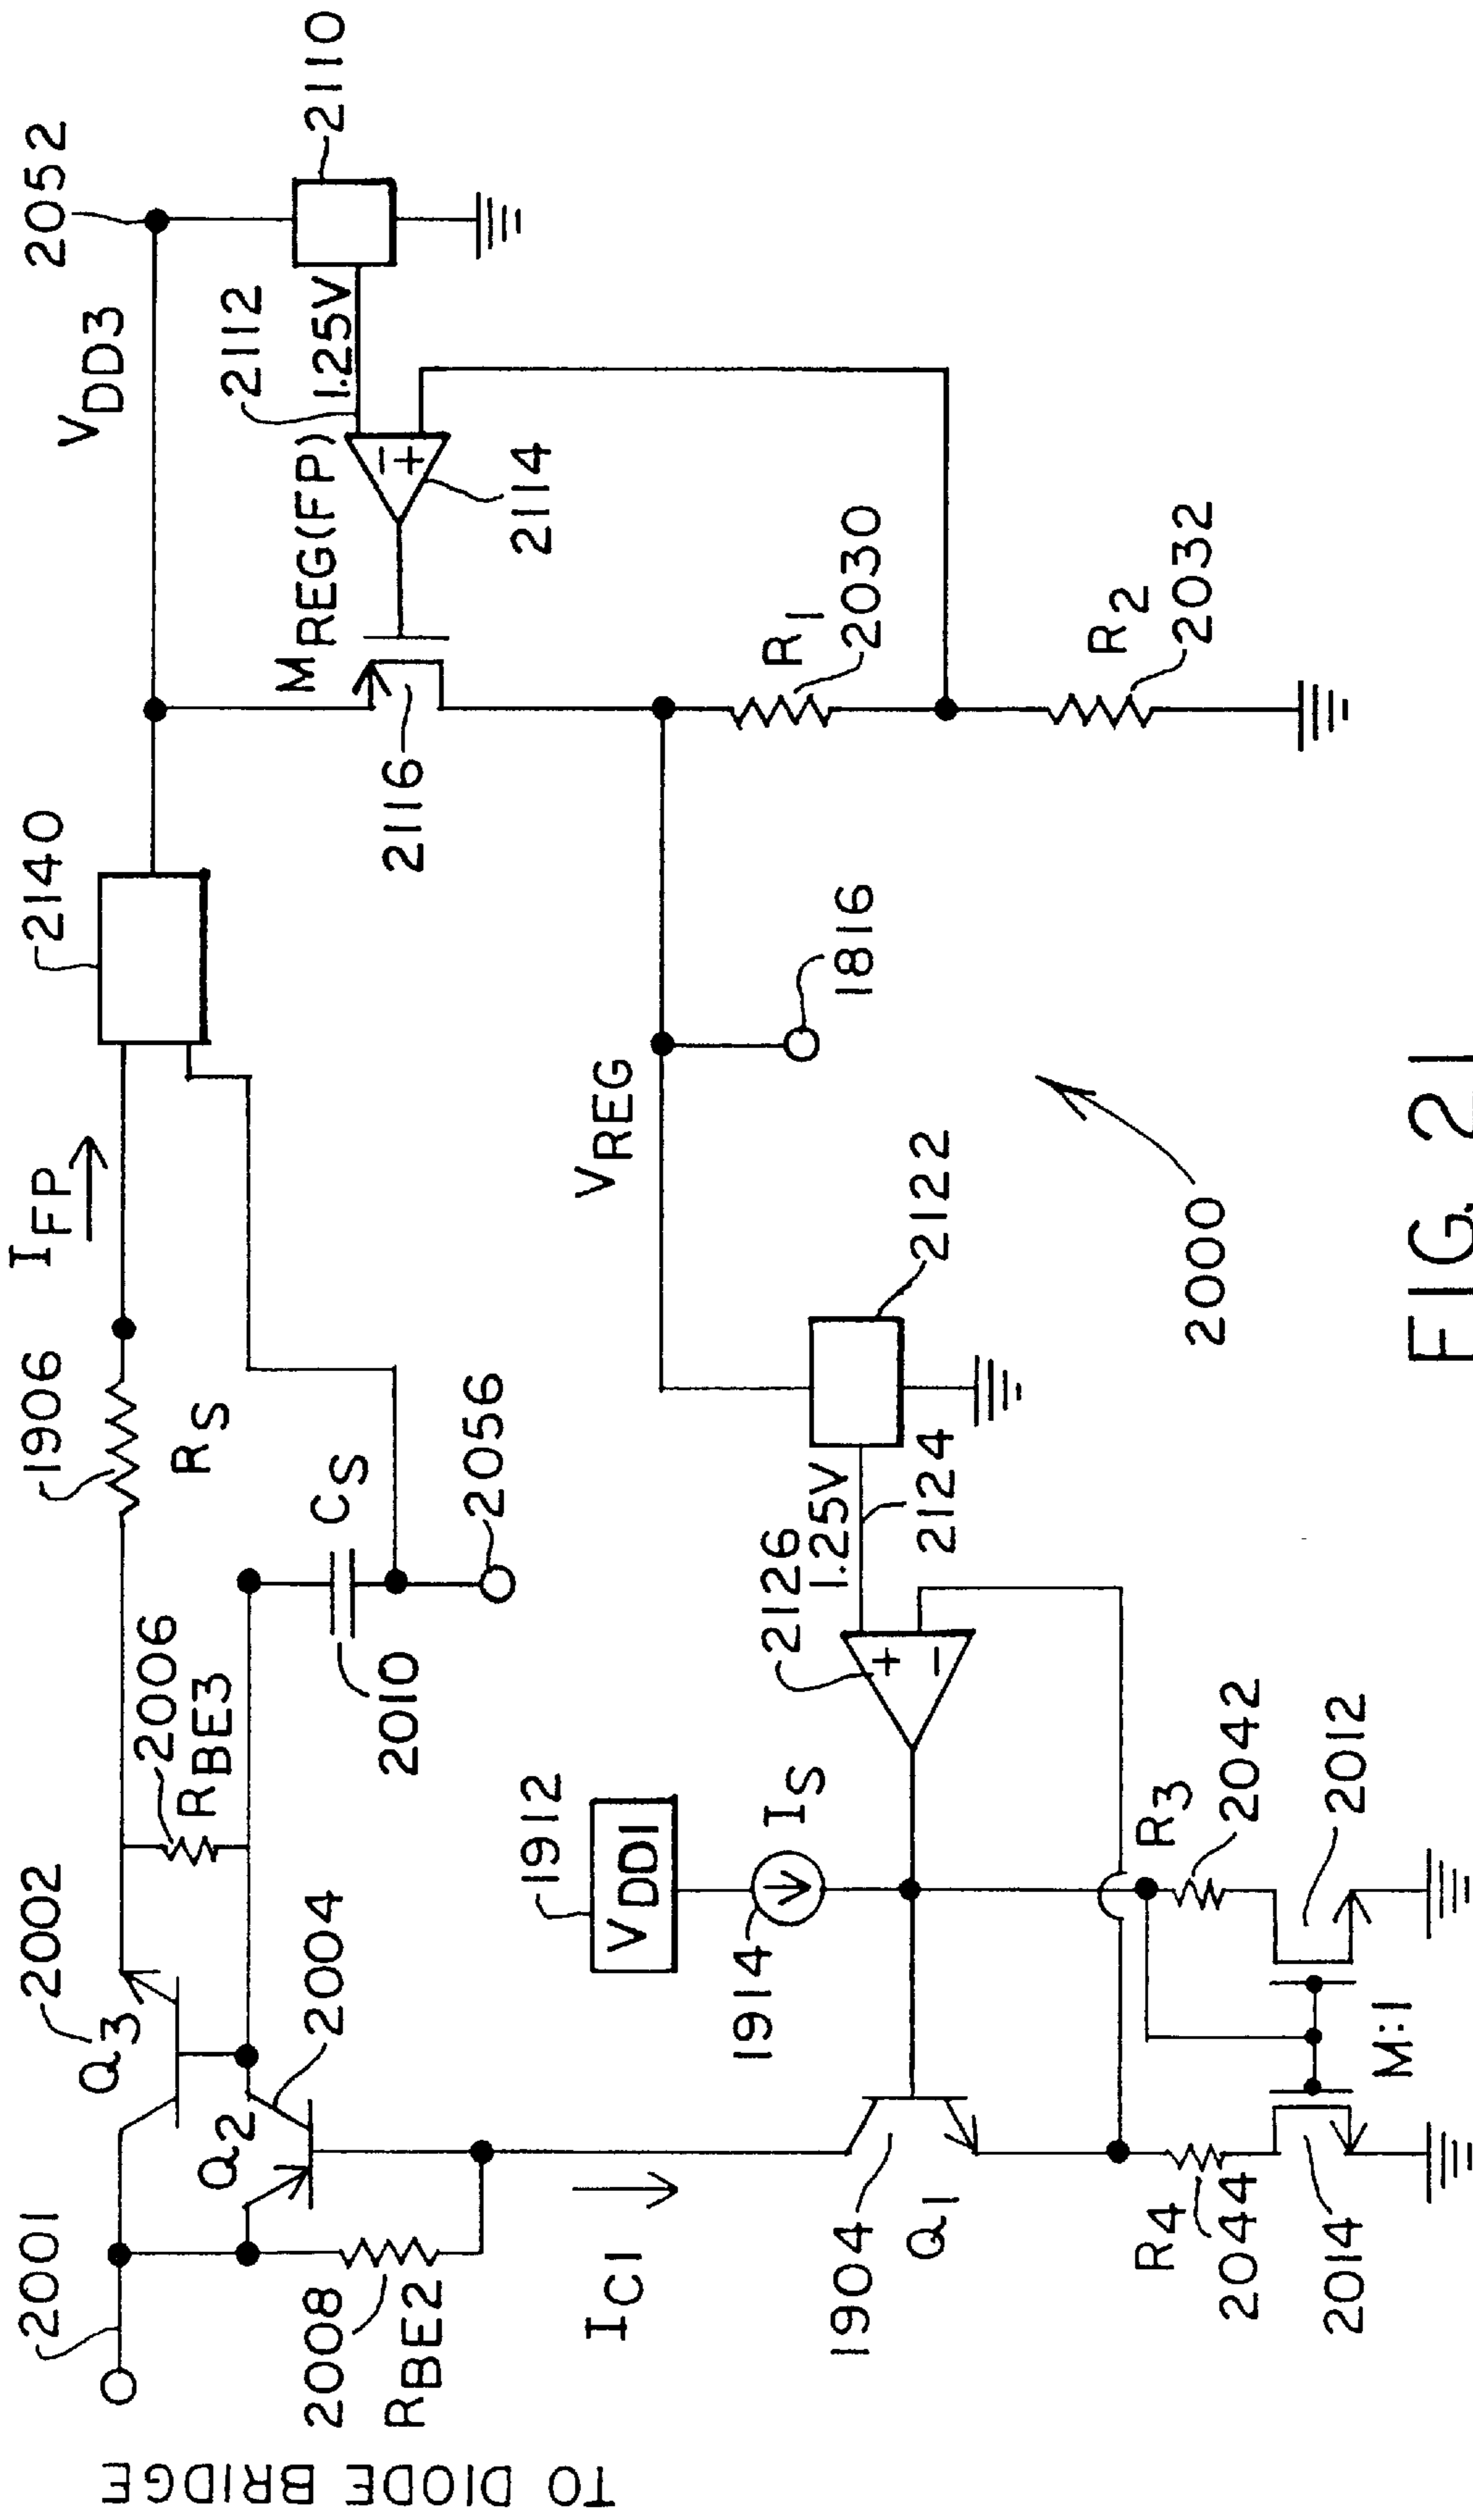 TO DIODE BRIDGE
2001
2002
Q3
2006
RBE3
1906
RS
IFP
2140
VDD3
2052
Q2
2004
CS
2010
2056
2008
RBE2
MREG(FP)
2112
1.25V
2110
2114
2116
IC1
1912
VDD1
1914
IS
2126
1.25V
2124
2122
VREG
1816
R1
2030
R2
2032
1904
Q1
R4
2044
2014
M:1
R3
2042
2012
2000
FIG. 21